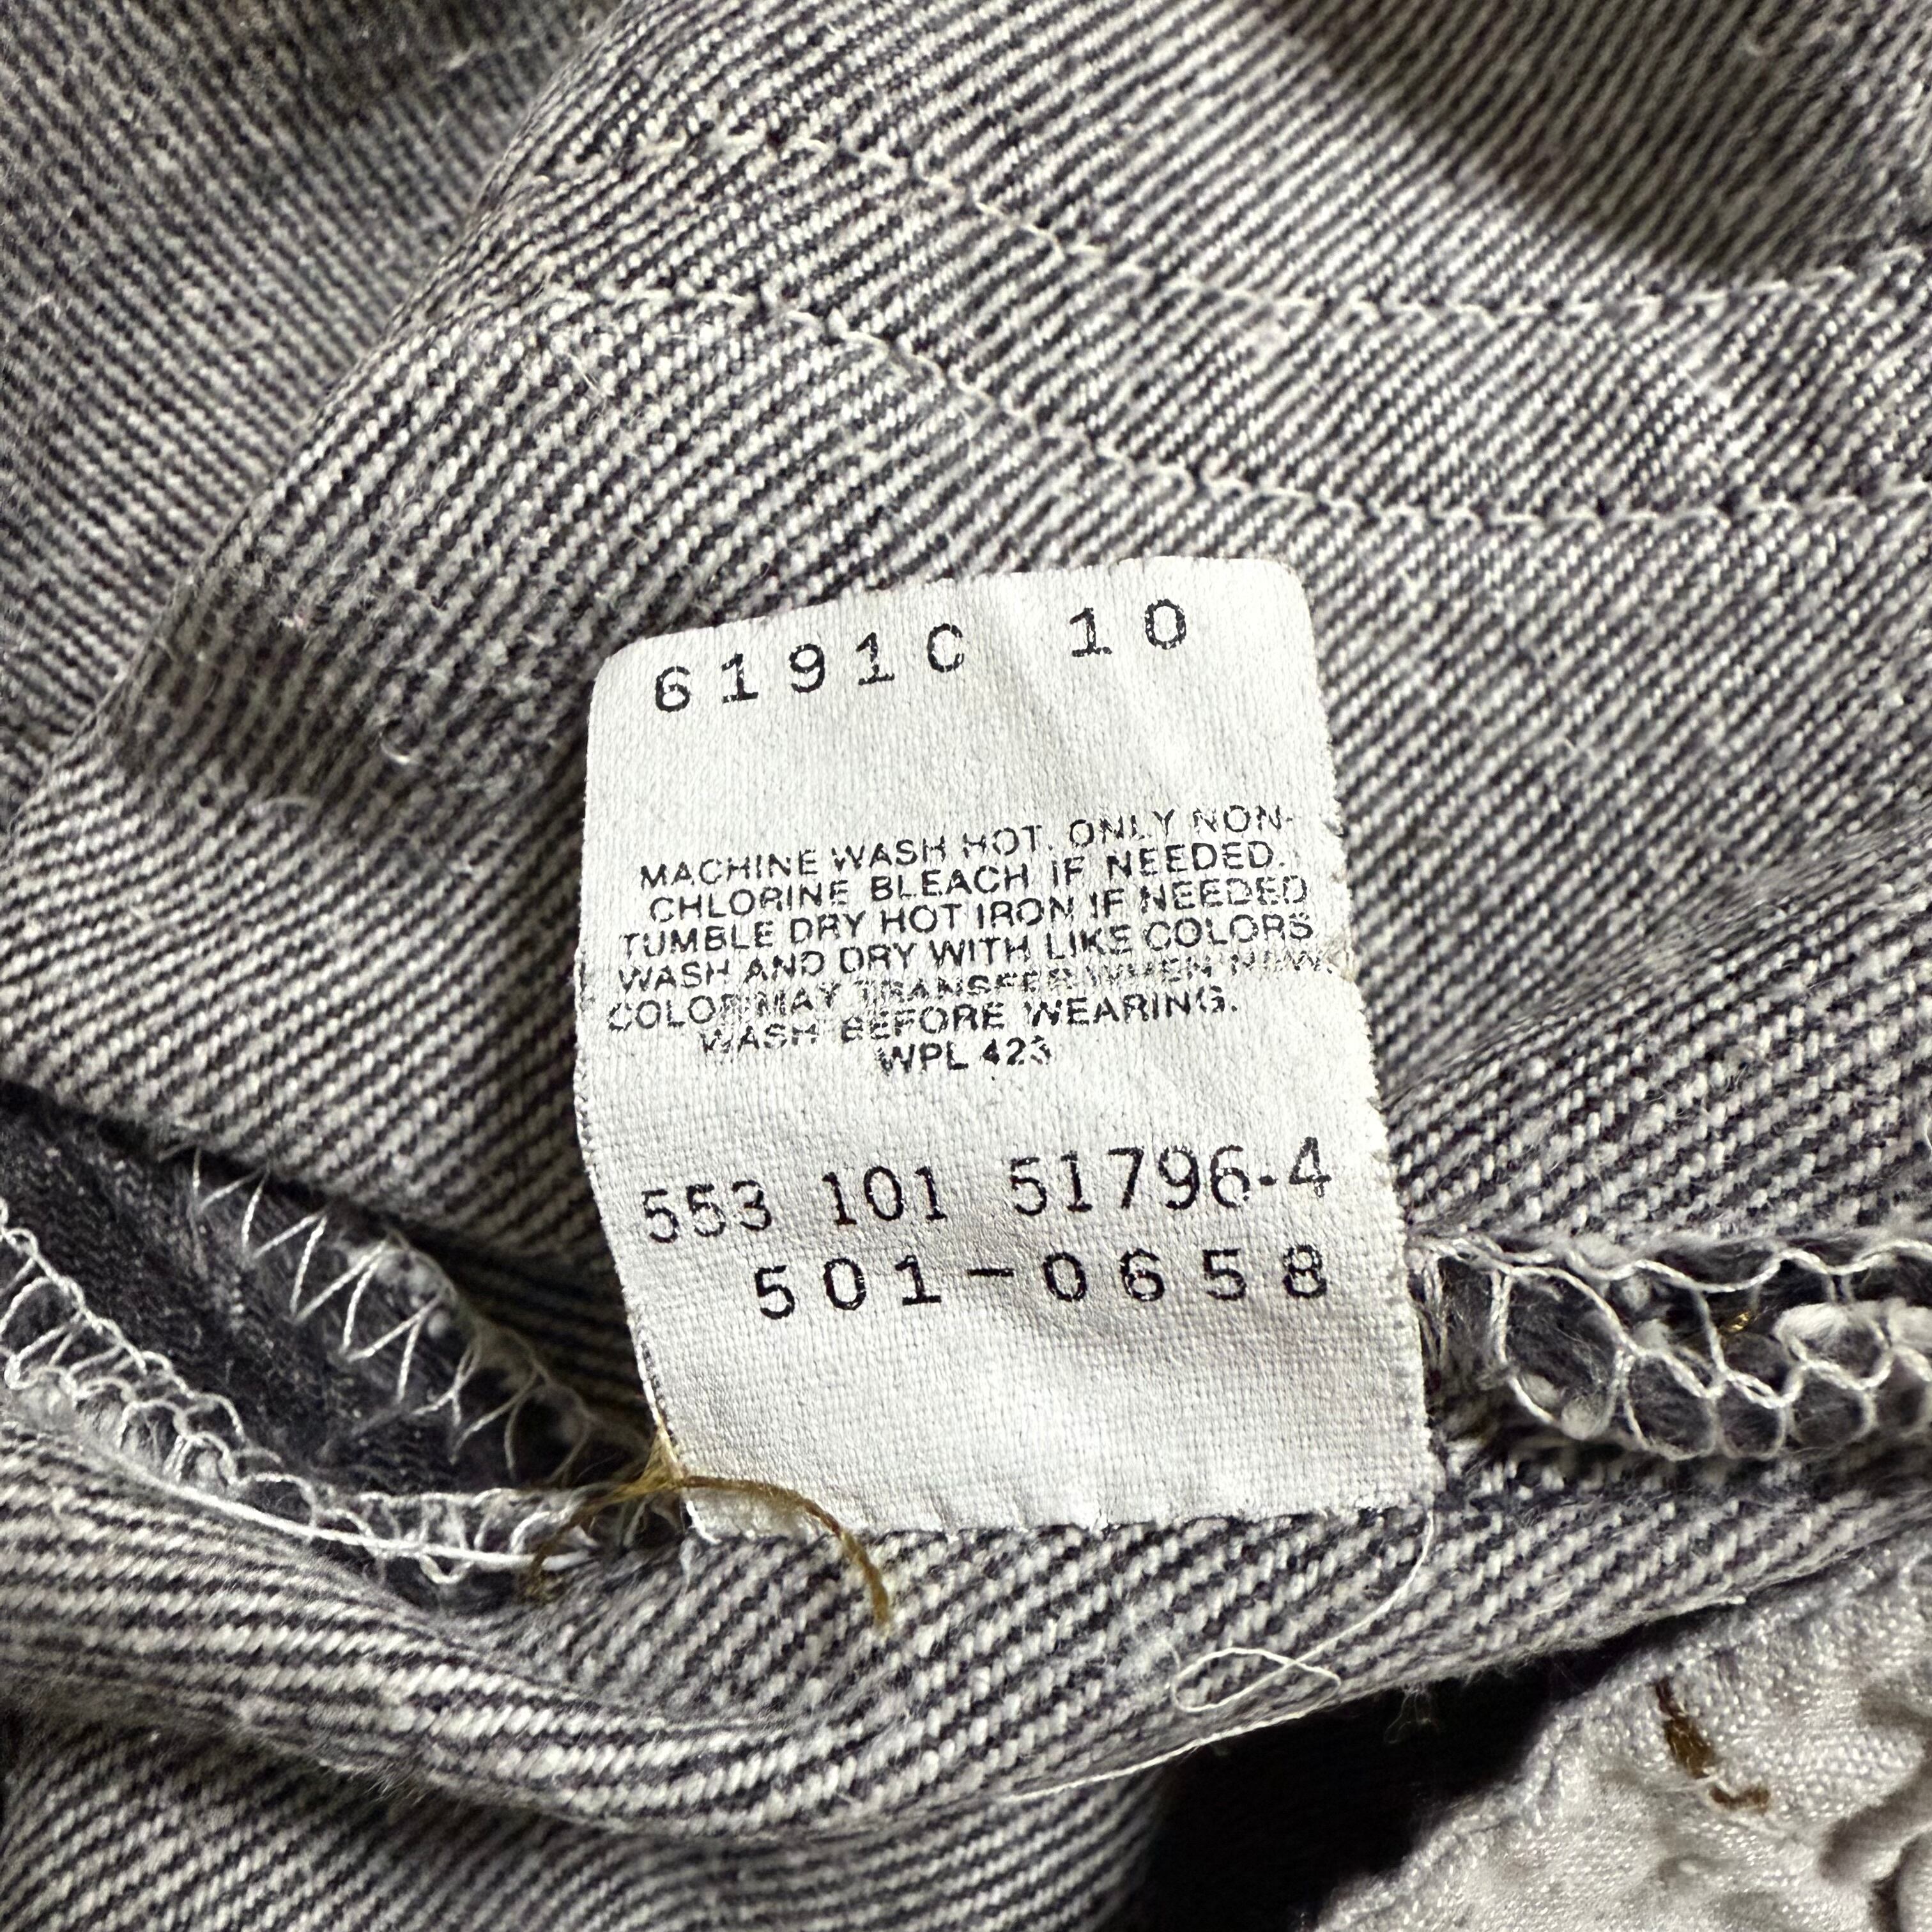 6191C 10
MACHINE WASH HOT. ONLY NON-
CHLORINE BLEACH IF NEEDED.
TUMBLE DRY HOT IRON IF NEEDED
WASH AND DRY WITH LIKE COLORS
COLOR MAY TRANSFER WHEN NEW.
WASH BEFORE WEARING.
WPL 423
553 101 51796-4
501-0658